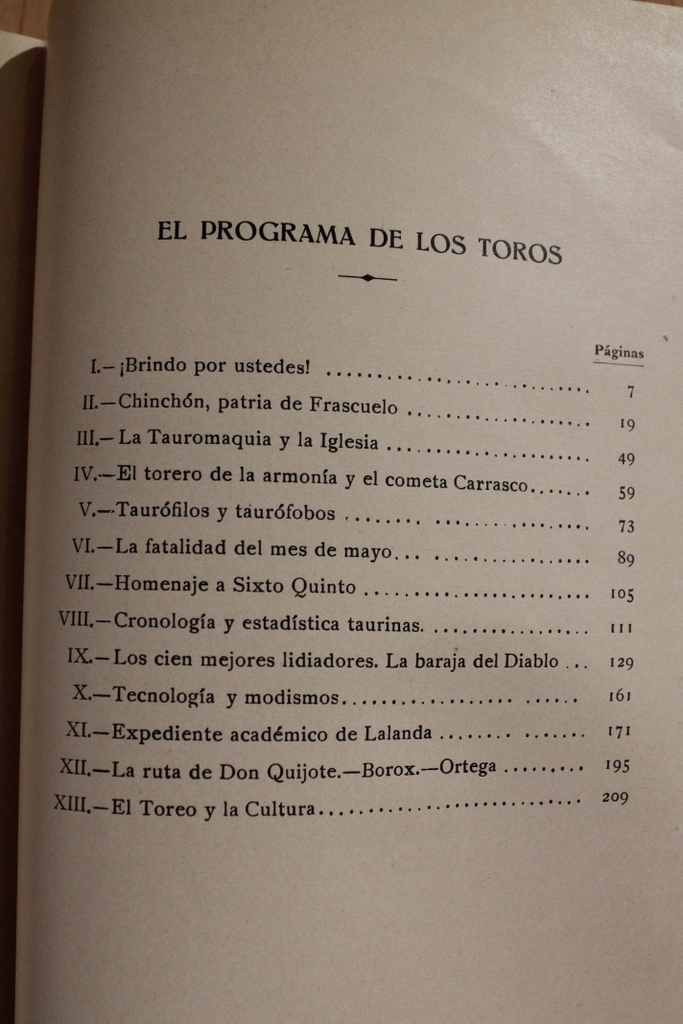 EL PROGRAMA DE LOS TOROS
Páginas
I.—¡Brindo por ustedes! ............................ 7
II.—Chinchón, patria de Frascuelo .................... 19
III.—La Tauromaquia y la Iglesia ...................... 49
IV.—El torero de la armonía y el cometa Carrasco....... 59
V.—Taurófilos y taurófobos ........ ................. 73
VI.—La fatalidad del mes de mayo... ................ 89
VII.—Homenaje a Sixto Quinto ........................ 105
VIII.—Cronología y estadística taurinas. ................. 111
IX.—Los cien mejores lidiadores. La baraja del Diablo ... 129
X.—Tecnología y modismos.................. ...... 161
XI.—Expediente académico de Lalanda ........ ....... 171
XII.—La ruta de Don Quijote.—Borox.—Ortega ......... 195
XIII.—El Toreo y la Cultura............................ 209